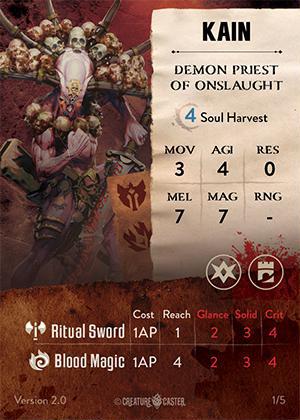 KAIN
DEMON PRIEST
OF ONSLAUGHT
4 Soul Harvest
MOV AGI RES
3 4 0
MEL MAG RNG
7 7 -
Cost Reach Glance Solid Crit
Ritual Sword 1AP 1 2 3 4
Blood Magic 1AP 4 2 3 4
Version 2.0 © CREATURE CASTER 1/5